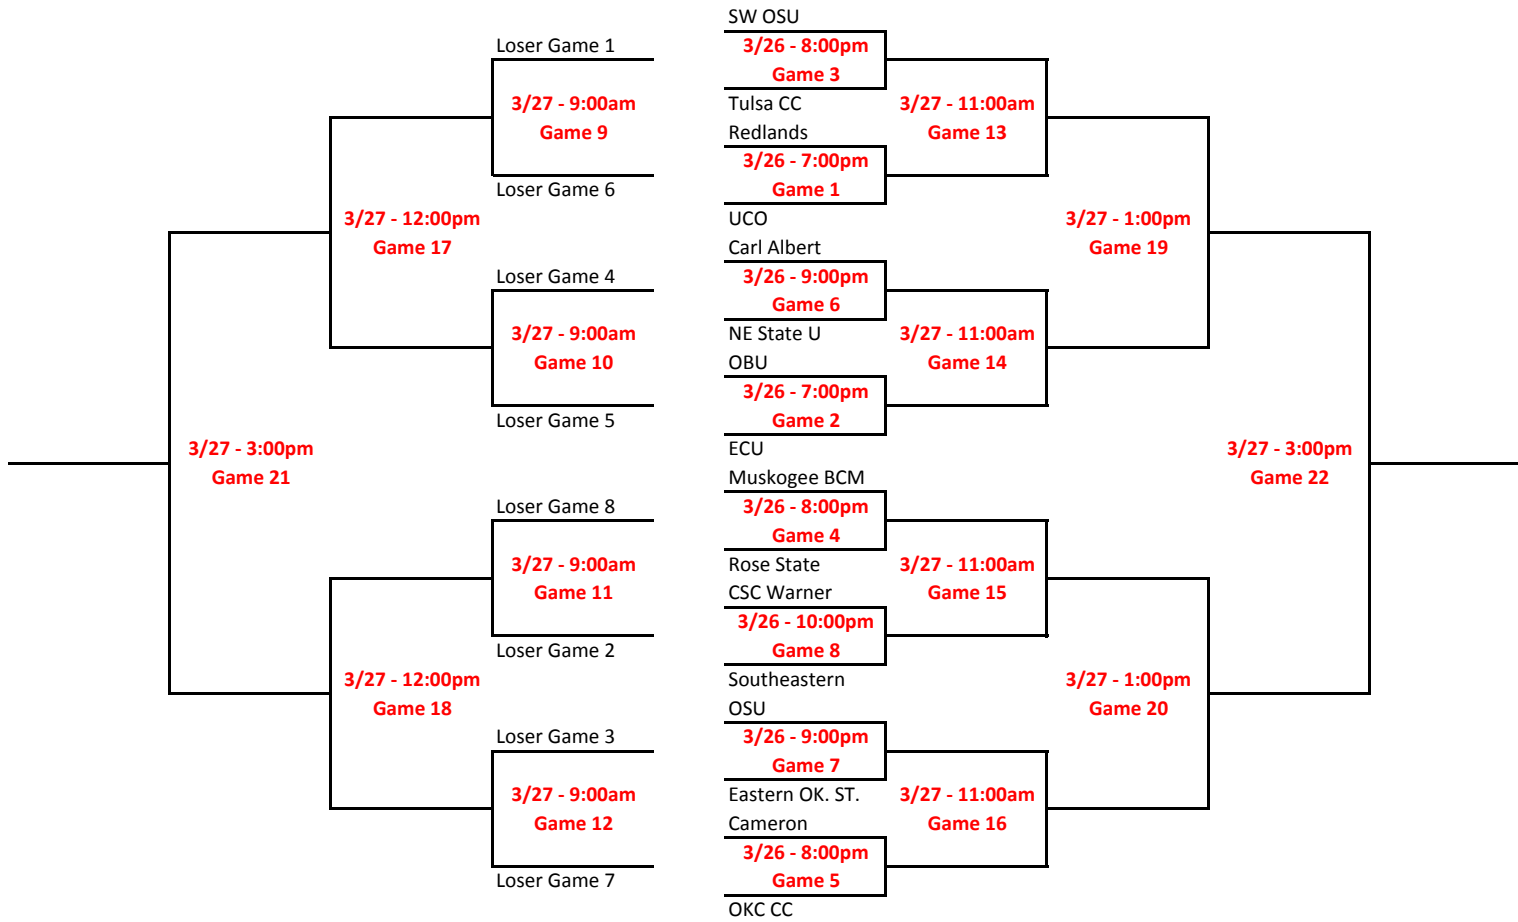 SW OSU
Loser Game 1
3/26 - 8:00pm
Game 3
3/27 - 9:00am
Game 9
Tulsa CC
3/27 - 11:00am
Redlands
Game 13
3/26 - 7:00pm
Game 1
Loser Game 6
3/27 - 12:00pm
Game 17
UCO
3/27 - 1:00pm
Carl Albert
Game 19
Loser Game 4
3/26 - 9:00pm
Game 6
3/27 - 9:00am
Game 10
NE State U
3/27 - 11:00am
OBU
Game 14
3/26 - 7:00pm
Game 2
Loser Game 5
3/27 - 3:00pm
Game 21
ECU
3/27 - 3:00pm
Muskogee BCM
Game 22
Loser Game 8
3/26 - 8:00pm
Game 4
3/27 - 9:00am
Game 11
Rose State
3/27 - 11:00am
CSC Warner
Game 15
3/26 - 10:00pm
Game 8
Loser Game 2
3/27 - 12:00pm
Game 18
Southeastern
3/27 - 1:00pm
OSU
Game 20
Loser Game 3
3/26 - 9:00pm
Game 7
3/27 - 9:00am
Game 12
Eastern OK. ST.
3/27 - 11:00am
Cameron
Game 16
3/26 - 8:00pm
Game 5
Loser Game 7
OKC CC